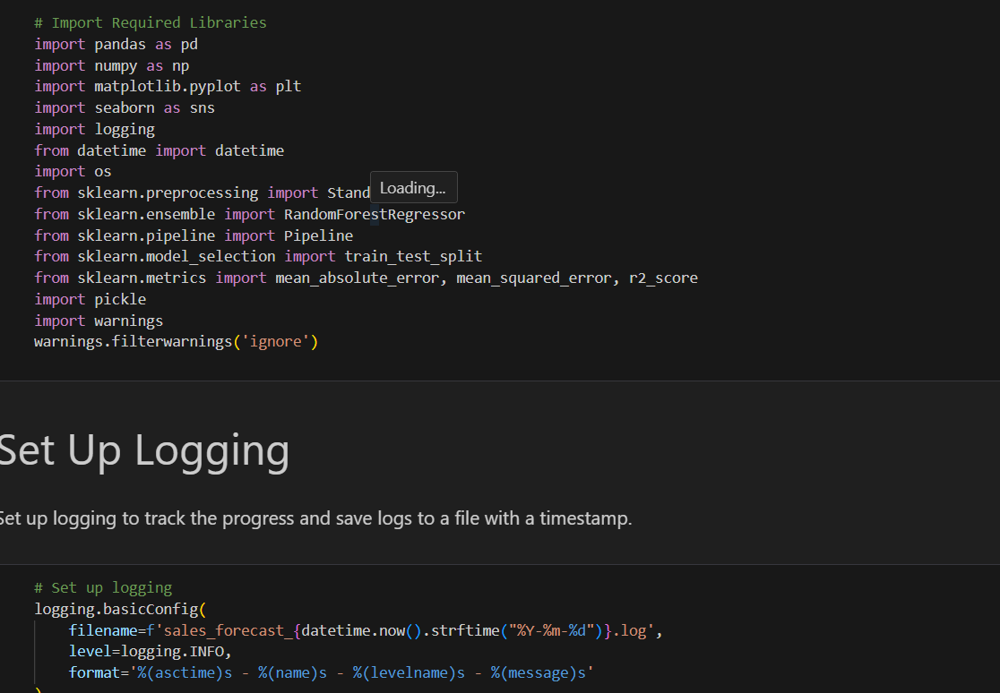 # Import Required Libraries
import pandas as pd
import numpy as np
import matplotlib.pyplot as plt
import seaborn as sns
import logging
from datetime import datetime
import os
from sklearn.preprocessing import Stand
Loading...
from sklearn.ensemble import RandomForestRegressor
from sklearn.pipeline import Pipeline
from sklearn.model_selection import train_test_split
from sklearn.metrics import mean_absolute_error, mean_squared_error, r2_score
import pickle
import warnings
warnings.filterwarnings('ignore')
Set Up Logging
Set up logging to track the progress and save logs to a file with a timestamp.
# Set up logging
logging.basicConfig(
filename=f'sales_forecast_{datetime.now().strftime("%Y-%m-%d")}.log',
level=logging.INFO,
format='%(asctime)s - %(name)s - %(levelname)s - %(message)s'
)